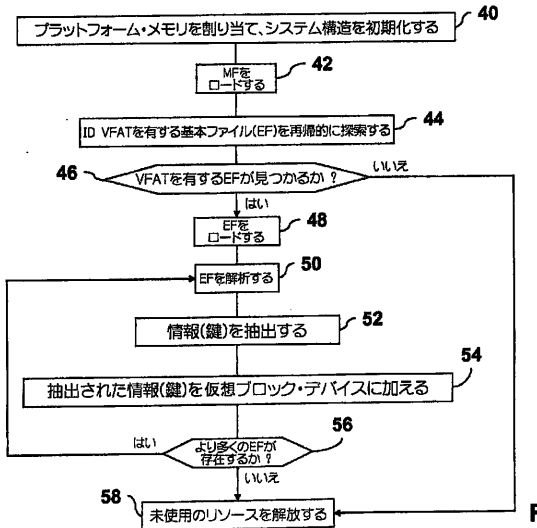 プラットフォーム・メモリを割り当て、システム構造を初期化する
40
MFを
ロードする
42
ID VFATを有する基本ファイル(EF)を再帰的に探索する
44
46
VFATを有するEFが見つかるか？
いいえ
はい
EFを
ロードする
48
EFを解析する
50
情報(鍵)を抽出する
52
抽出された情報(鍵)を仮想ブロック・デバイスに加える
54
はい
より多くのEFが
存在するか？
56
いいえ
58
未使用のリソースを解放する
F